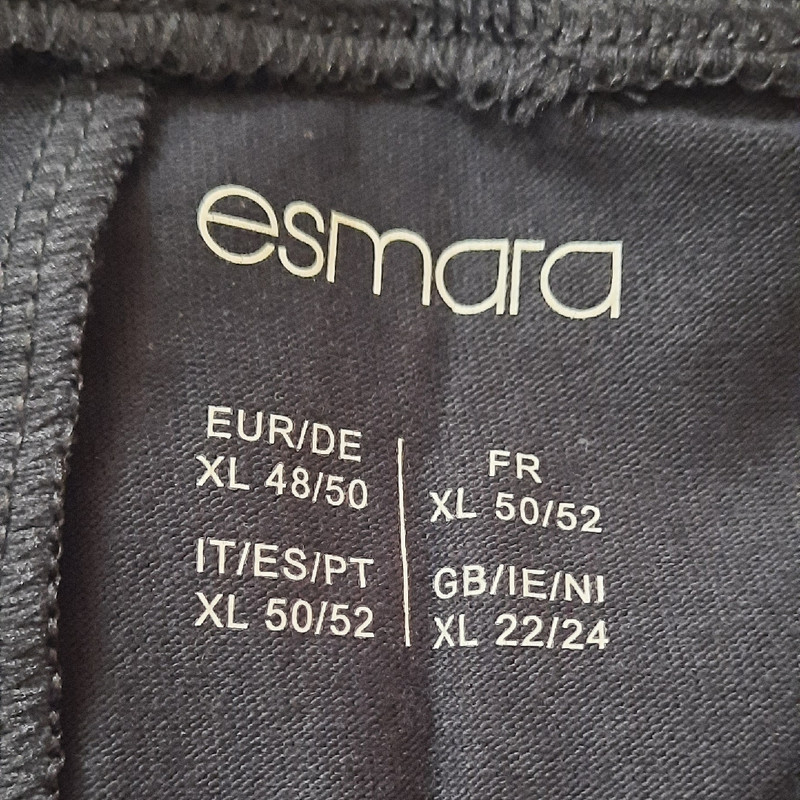 esmara
EUR/DE
XL 48/50
FR
XL 50/52
IT/ES/PT
XL 50/52
GB/IE/NI
XL 22/24